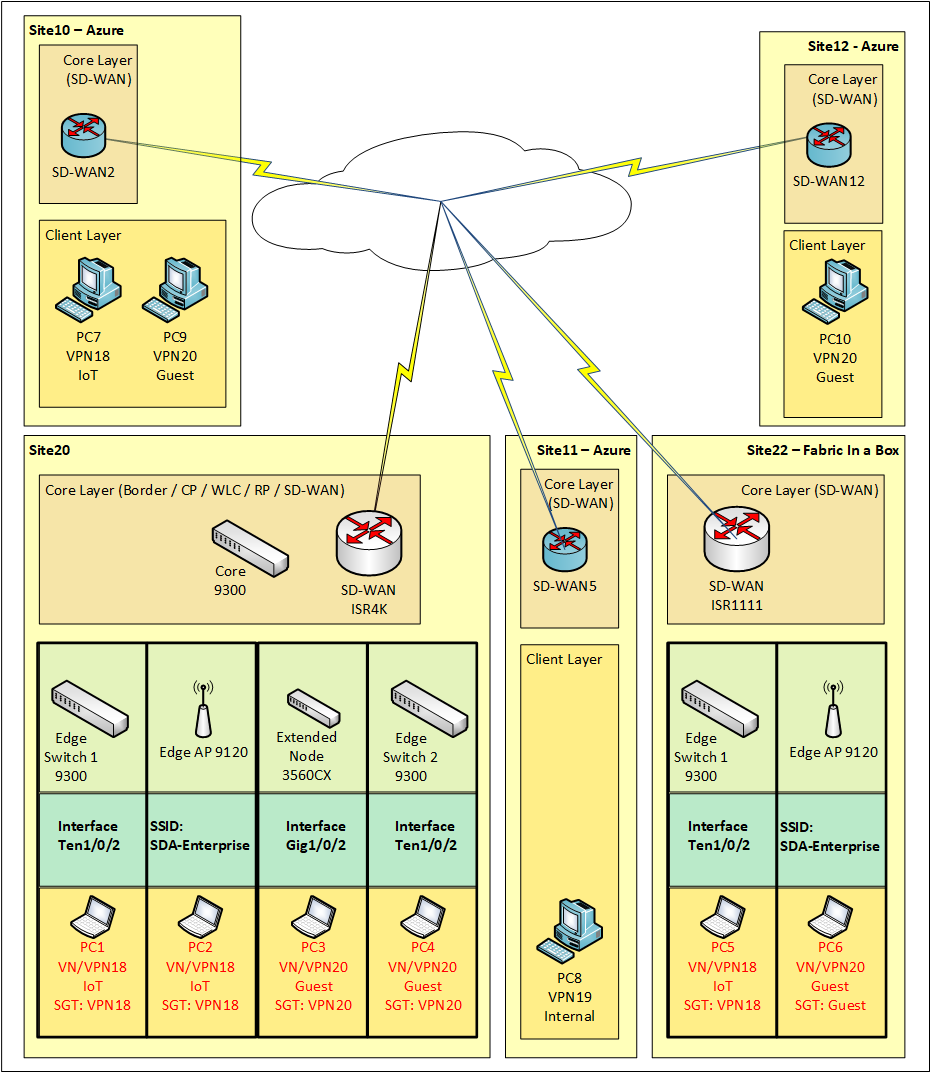 Site10 – Azure
Core Layer
(SD-WAN)
SD-WAN2
Client Layer
PC7
VPN18
IoT
PC9
VPN20
Guest
Site12 - Azure
Core Layer
(SD-WAN)
SD-WAN12
Client Layer
PC10
VPN20
Guest
Site20
Core Layer (Border / CP / WLC / RP / SD-WAN)
Core
9300
SD-WAN
ISR4K
Edge
Switch 1
9300
Edge AP 9120
Extended
Node
3560CX
Edge
Switch 2
9300
Interface
Ten1/0/2
SSID:
SDA-Enterprise
Interface
Gig1/0/2
Interface
Ten1/0/2
PC1
VN/VPN18
IoT
SGT: VPN18
PC2
VN/VPN18
IoT
SGT: VPN18
PC3
VN/VPN20
Guest
SGT: VPN20
PC4
VN/VPN20
Guest
SGT: VPN20
Site11 – Azure
Core Layer
(SD-WAN)
SD-WAN5
Client Layer
PC8
VPN19
Internal
Site22 – Fabric In a Box
Core Layer (SD-WAN)
SD-WAN
ISR1111
Edge
Switch 1
9300
Edge AP 9120
Interface
Ten1/0/2
SSID:
SDA-Enterprise
PC5
VN/VPN18
IoT
SGT: VPN18
PC6
VN/VPN20
Guest
SGT: Guest